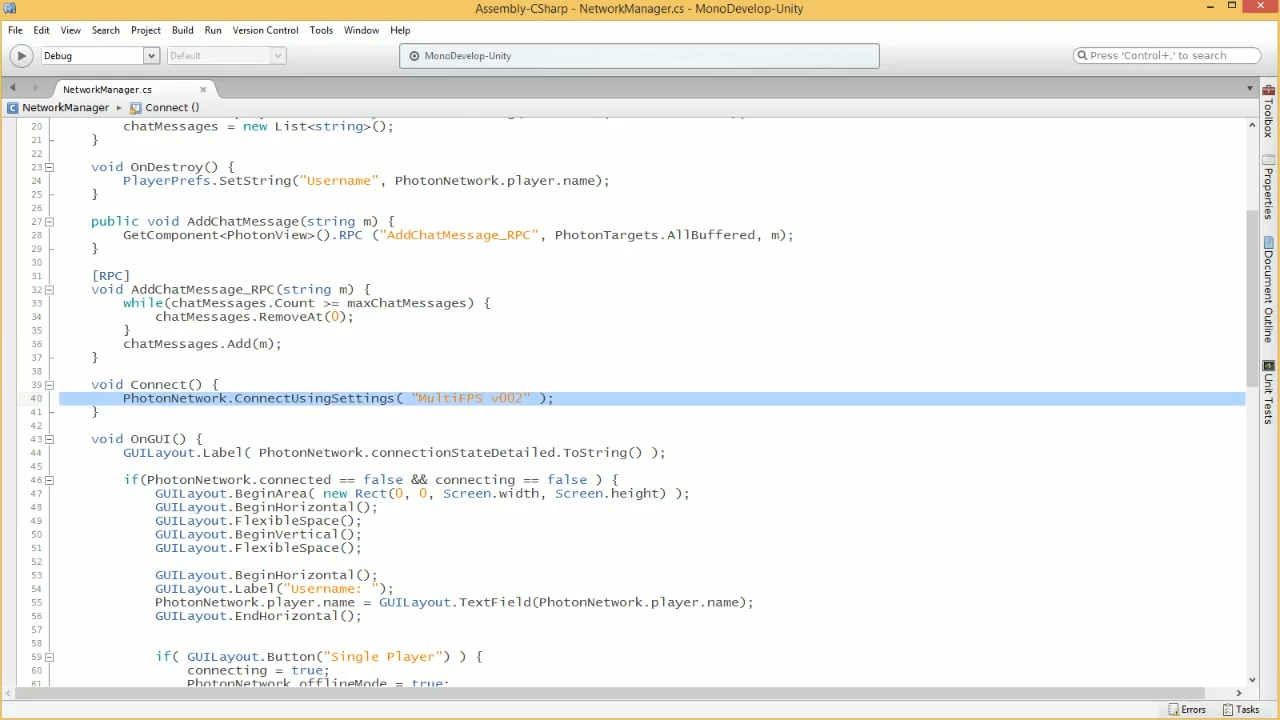 Assembly-CSharp - NetworkManager.cs - MonoDevelop-Unity
File Edit View Search Project Build Run Version Control Tools Window Help
Debug Default MonoDevelop-Unity Press 'Control+,' to search
NetworkManager.cs
NetworkManager Connect ()
20 chatMessages = new List<string>();
21 }
22
23 void OnDestroy() {
24 PlayerPrefs.SetString("Username", PhotonNetwork.player.name);
25 }
26
27 public void AddChatMessage(string m) {
28 GetComponent<PhotonView>().RPC ("AddChatMessage_RPC", PhotonTargets.AllBuffered, m);
29 }
30
31 [RPC]
32 void AddChatMessage_RPC(string m) {
33 while(chatMessages.Count >= maxChatMessages) {
34 chatMessages.RemoveAt(0);
35 }
36 chatMessages.Add(m);
37 }
38
39 void Connect() {
40 PhotonNetwork.ConnectUsingSettings( "MultiFPS v002" );
41 }
42
43 void OnGUI() {
44 GUILayout.Label( PhotonNetwork.connectionStateDetailed.ToString() );
45
46 if(PhotonNetwork.connected == false && connecting == false ) {
47 GUILayout.BeginArea( new Rect(0, 0, Screen.width, Screen.height) );
48 GUILayout.BeginHorizontal();
49 GUILayout.FlexibleSpace();
50 GUILayout.BeginVertical();
51 GUILayout.FlexibleSpace();
52
53 GUILayout.BeginHorizontal();
54 GUILayout.Label("Username: ");
55 PhotonNetwork.player.name = GUILayout.TextField(PhotonNetwork.player.name);
56 GUILayout.EndHorizontal();
57
58
59 if( GUILayout.Button("Single Player") ) {
60 connecting = true;
61 PhotonNetwork.offlineMode = true;
Toolbox
Properties
Document Outline
Unit Tests
Errors Tasks